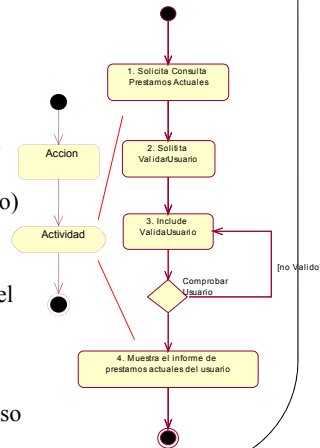 1. Solicita Consulta
Prestamos Actuales
Accion
2. Solitita
ValidarUsuario
o)
3. Include
ValidaUsuario
Actividad
[no Valido]
Comprobar
Usuario
el
4. Muestra el informe de
prestamos actuales del usuario
so